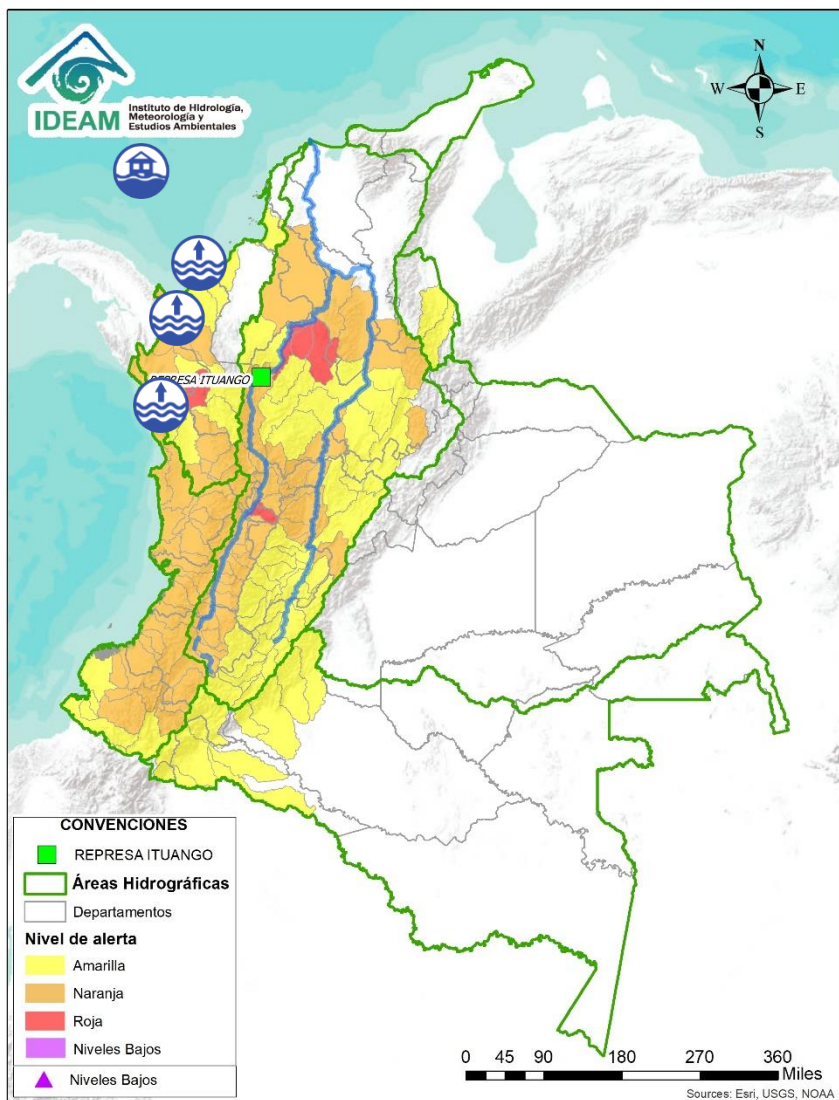 IDEAM
Instituto de Hidrología,
Meteorología y
Estudios Ambientales
N
W
E
S
REPRESA ITUANGO
CONVENCIONES
REPRESA ITUANGO
Áreas Hidrográficas
Departamentos
Nivel de alerta
Amarilla
Naranja
Roja
Niveles Bajos
Niveles Bajos
0 45 90 180 270 360
Miles
Sources: Esri, USGS, NOAA